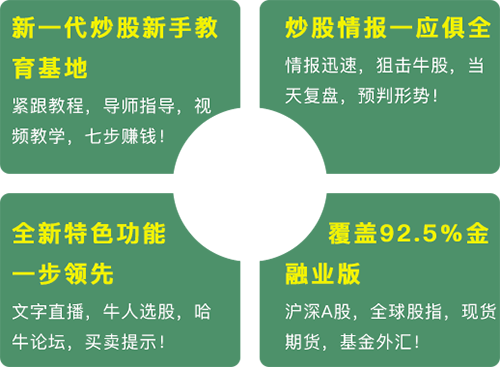 新一代炒股新手教
育基地
紧跟教程，导师指导，视
频教学，七步赚钱！
炒股情报一应俱全
情报迅速，狙击牛股，当
天复盘，预判形势！
全新特色功能
一步领先
文字直播，牛人选股，哈
牛论坛，买卖提示！
覆盖92.5%金
融业版
沪深A股，全球股指，现货
期货，基金外汇！